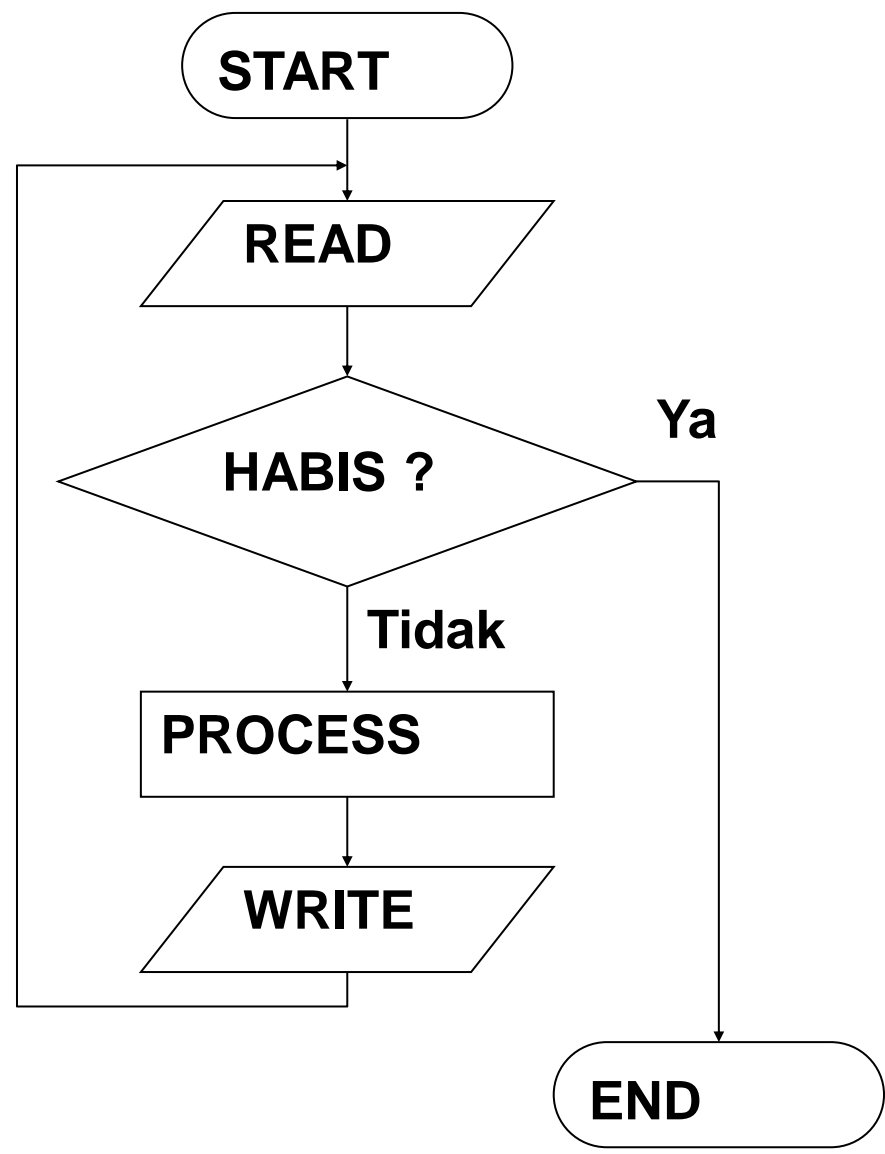 START
READ
Ya
HABIS ?
Tidak
PROCESS
WRITE
END